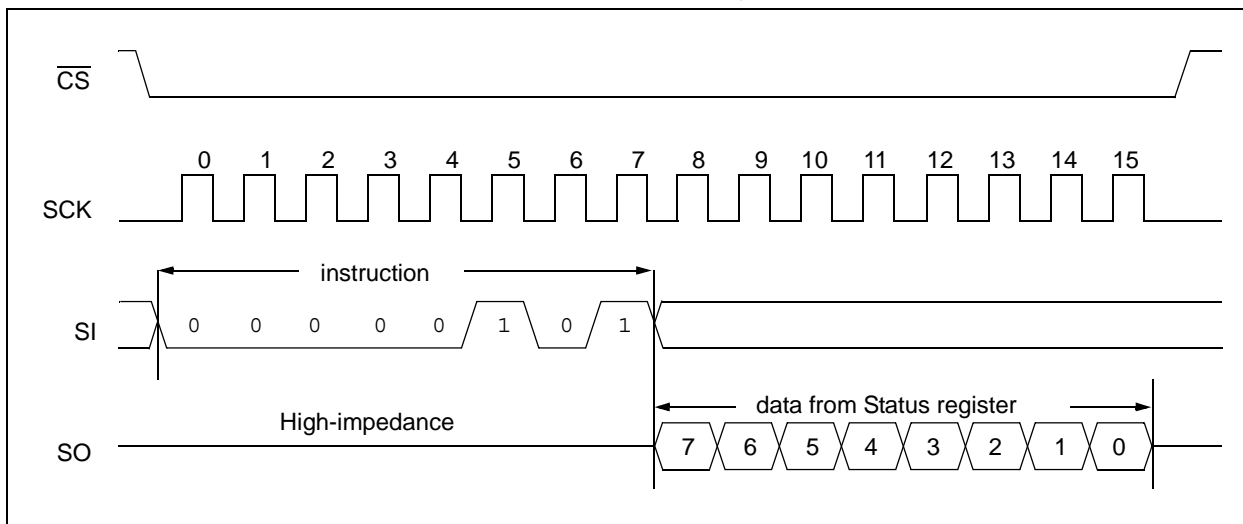 CS
0 1 2 3 4 5 6 7 8 9 10 11 12 13 14 15
SCK
instruction
SI 0 0 0 0 0 1 0 1
data from Status register
High-impedance
SO 7 6 5 4 3 2 1 0